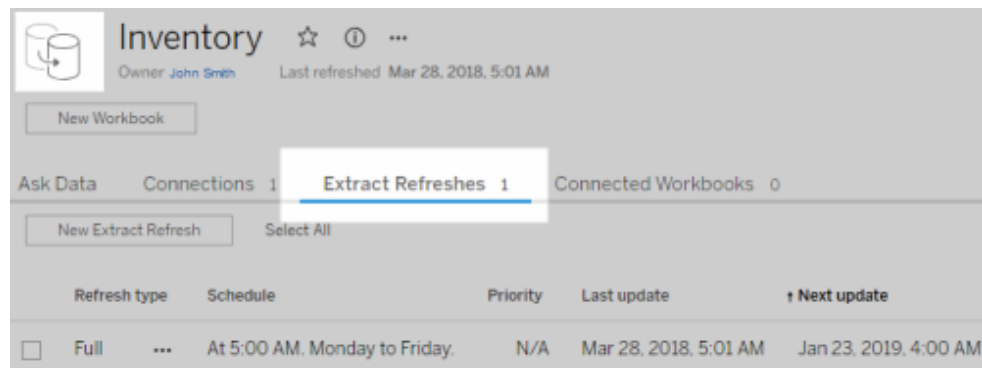 Inventory
Owner John Smith Last refreshed Mar 28, 2018, 5:01 AM
New Workbook
Ask Data Connections 1 Extract Refreshes 1 Connected Workbooks 0
New Extract Refresh Select All
Refresh type Schedule Priority Last update ↑ Next update
Full ••• At 5:00 AM. Monday to Friday. N/A Mar 28, 2018, 5:01 AM Jan 23, 2019, 4:00 AM